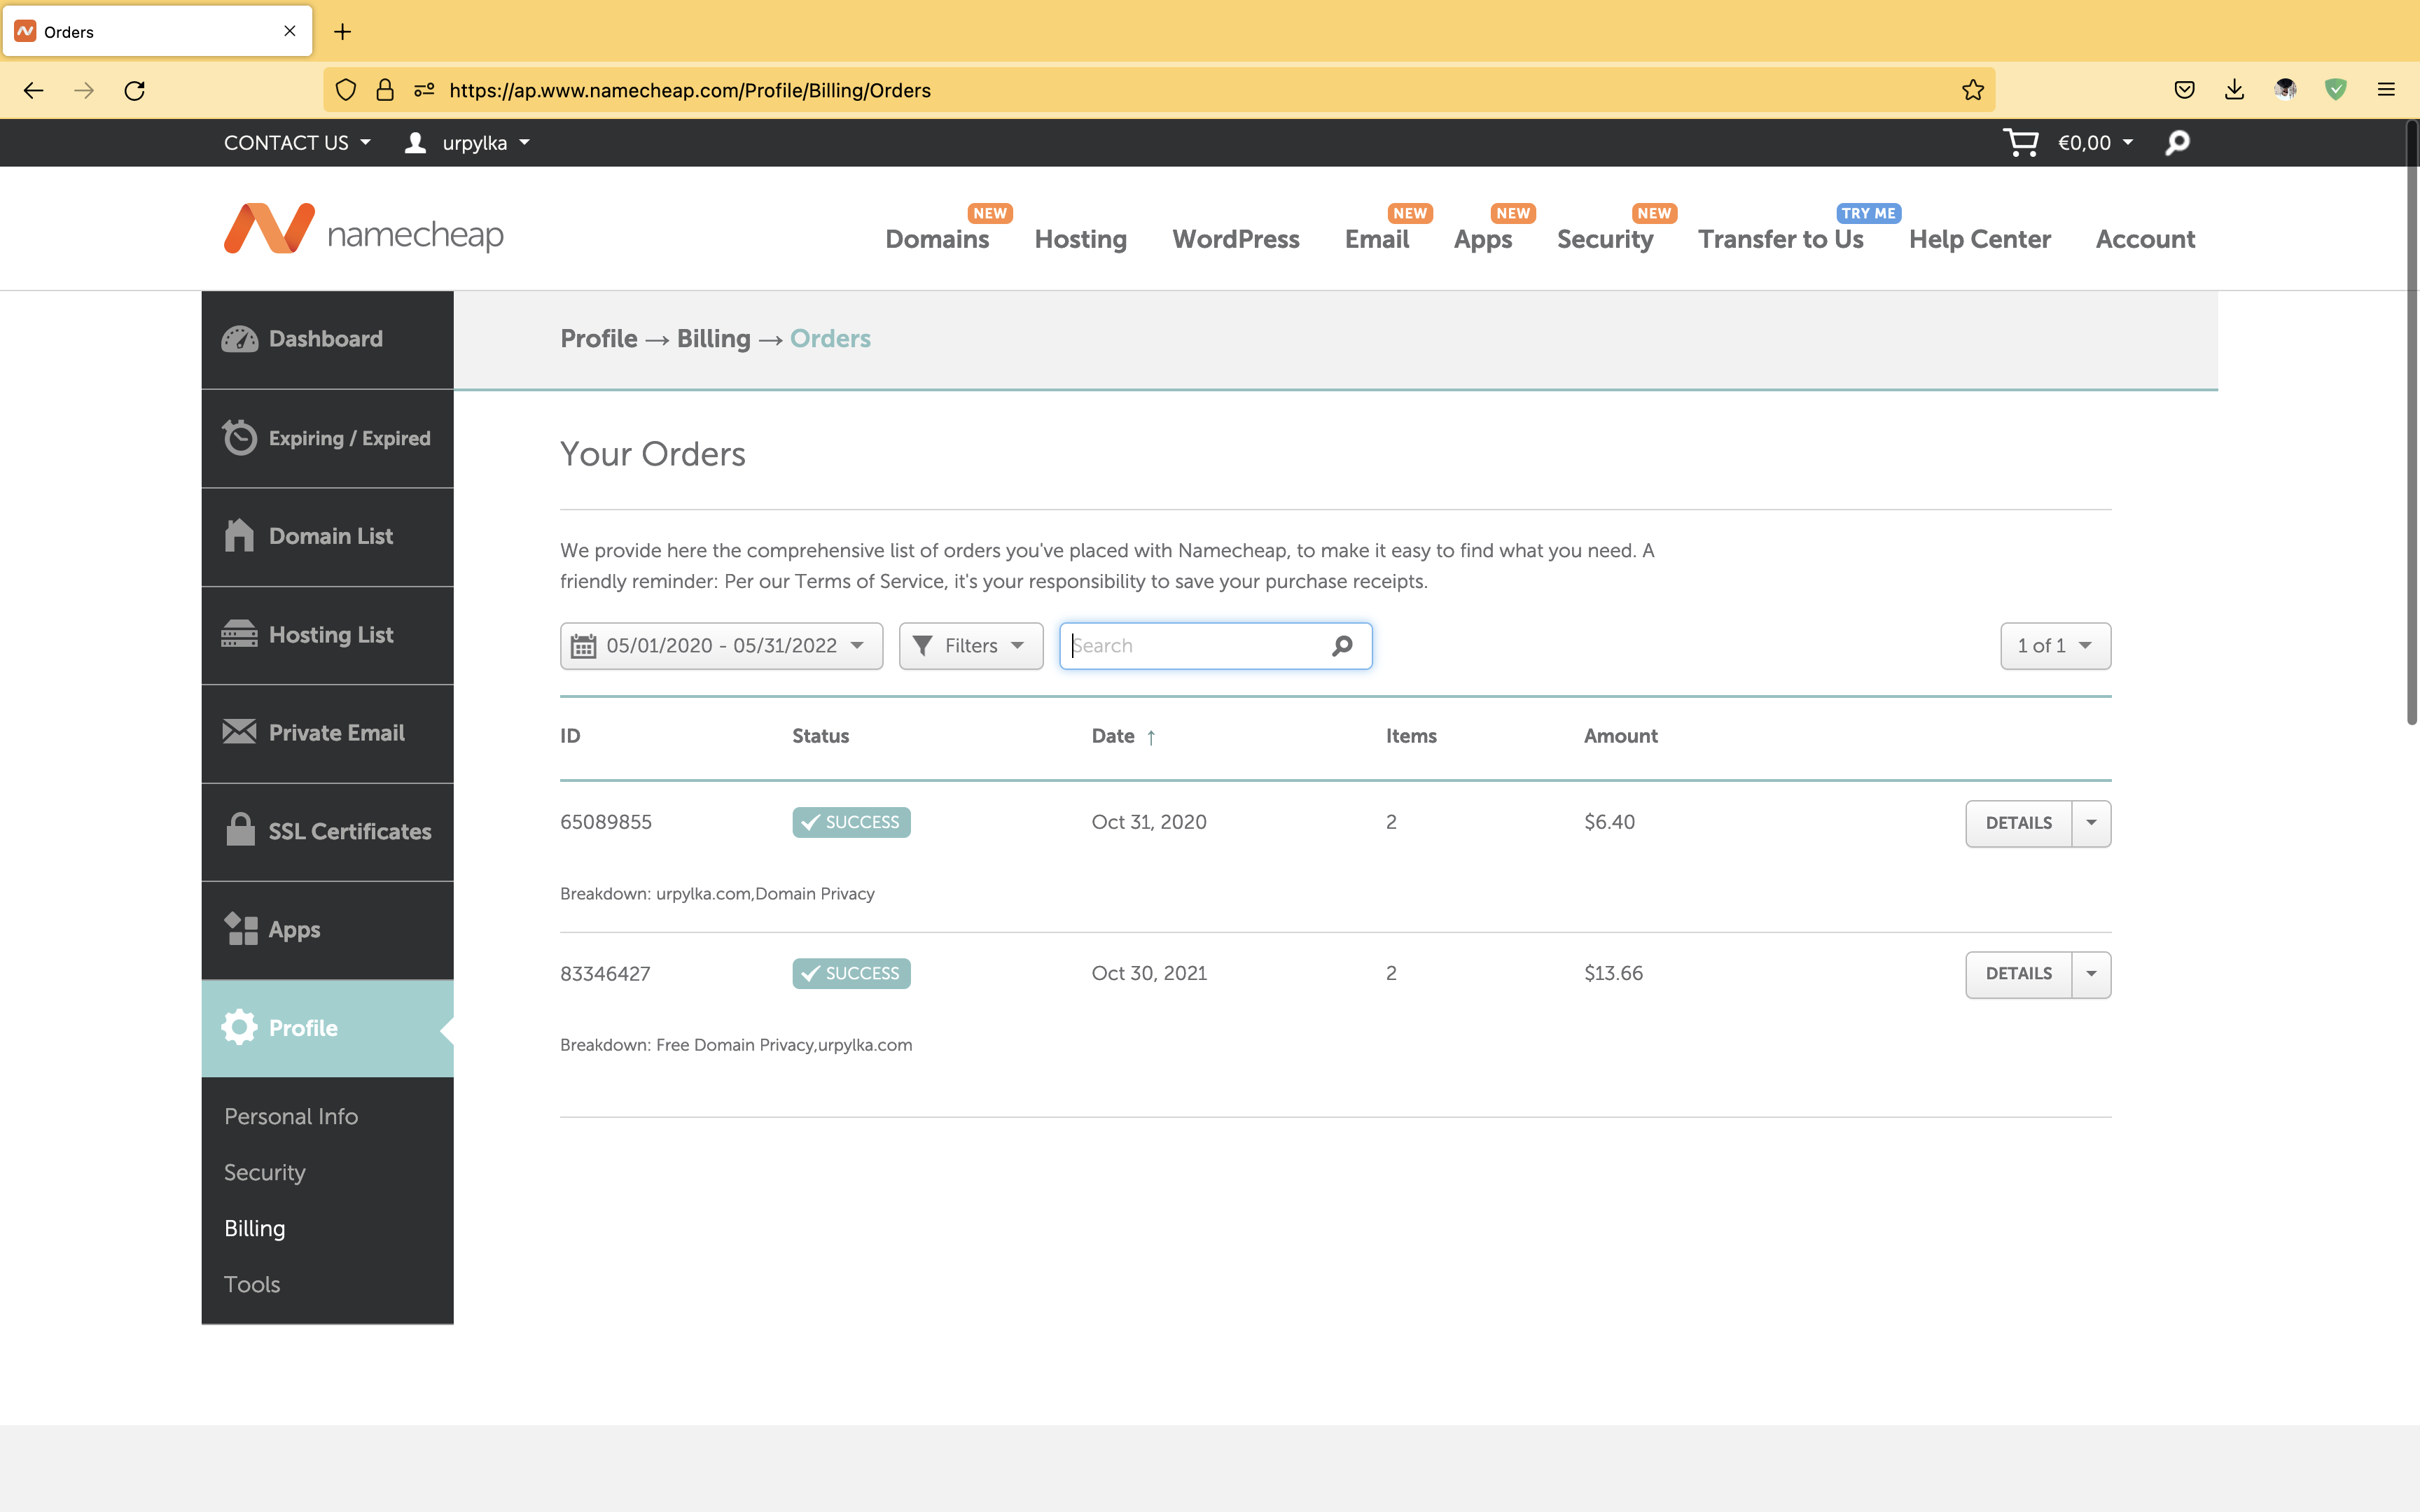 Orders
https://ap.www.namecheap.com/Profile/Billing/Orders
CONTACT US urpylka €0,00
namecheap
NEW NEW NEW NEW TRY ME
Domains Hosting WordPress Email Apps Security Transfer to Us Help Center Account
Dashboard
Expiring / Expired
Domain List
Hosting List
Private Email
SSL Certificates
Apps
Profile
Personal Info
Security
Billing
Tools
Profile → Billing → Orders
Your Orders
We provide here the comprehensive list of orders you've placed with Namecheap, to make it easy to find what you need. A
friendly reminder: Per our Terms of Service, it's your responsibility to save your purchase receipts.
05/01/2020 - 05/31/2022 Filters Search 1 of 1
ID Status Date ↑ Items Amount
65089855 SUCCESS Oct 31, 2020 2 $6.40 DETAILS
Breakdown: urpylka.com,Domain Privacy
83346427 SUCCESS Oct 30, 2021 2 $13.66 DETAILS
Breakdown: Free Domain Privacy,urpylka.com